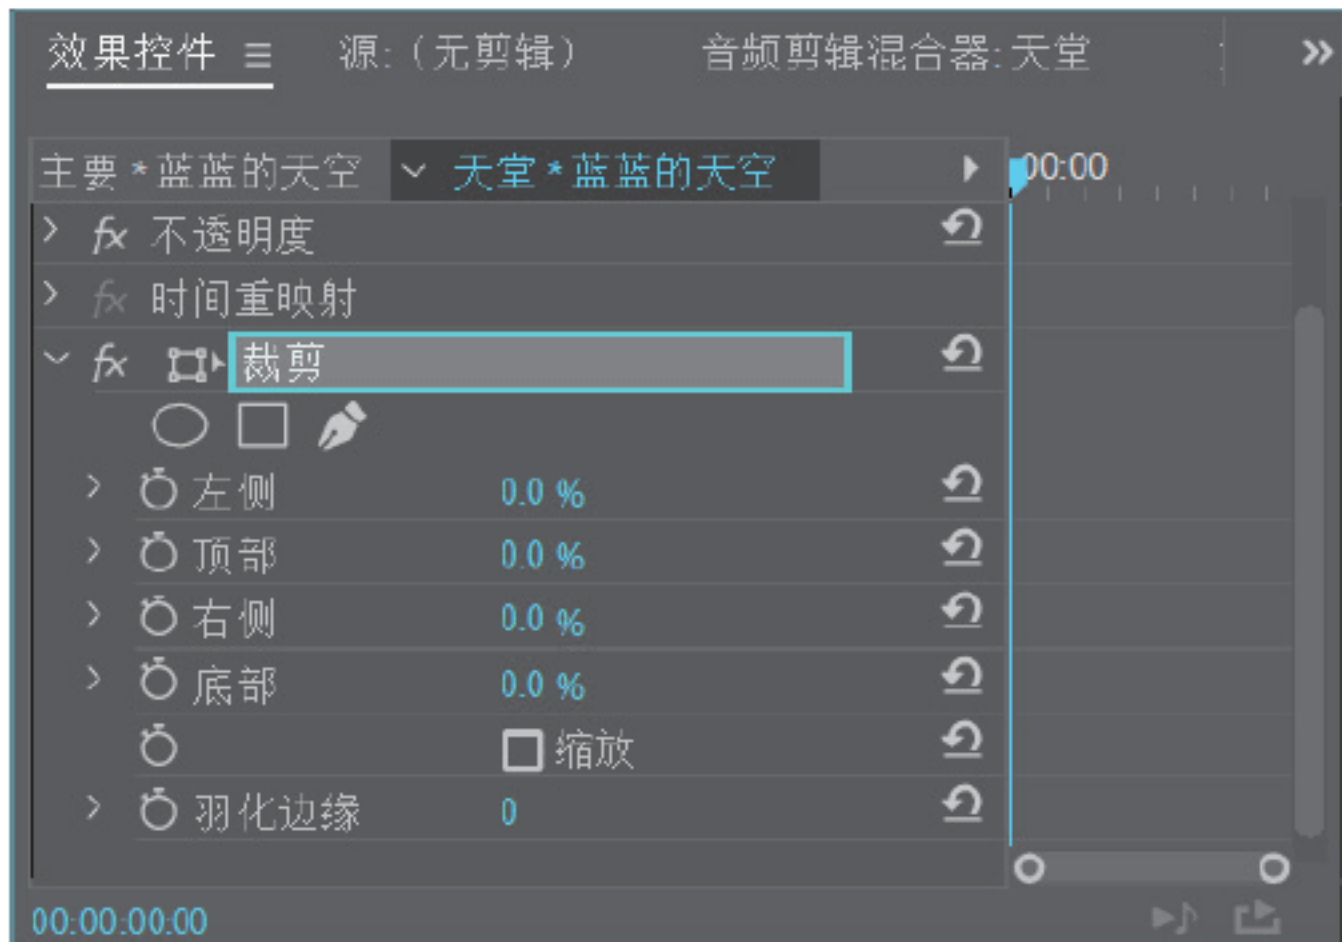 效果控件 ≡ 源:（无剪辑） 音频剪辑混合器:天堂 »
主要*蓝蓝的天空 天堂*蓝蓝的天空 00:00
fx 不透明度
fx 时间重映射
fx 裁剪
左侧 0.0 %
顶部 0.0 %
右侧 0.0 %
底部 0.0 %
缩放
羽化边缘 0
00:00:00:00